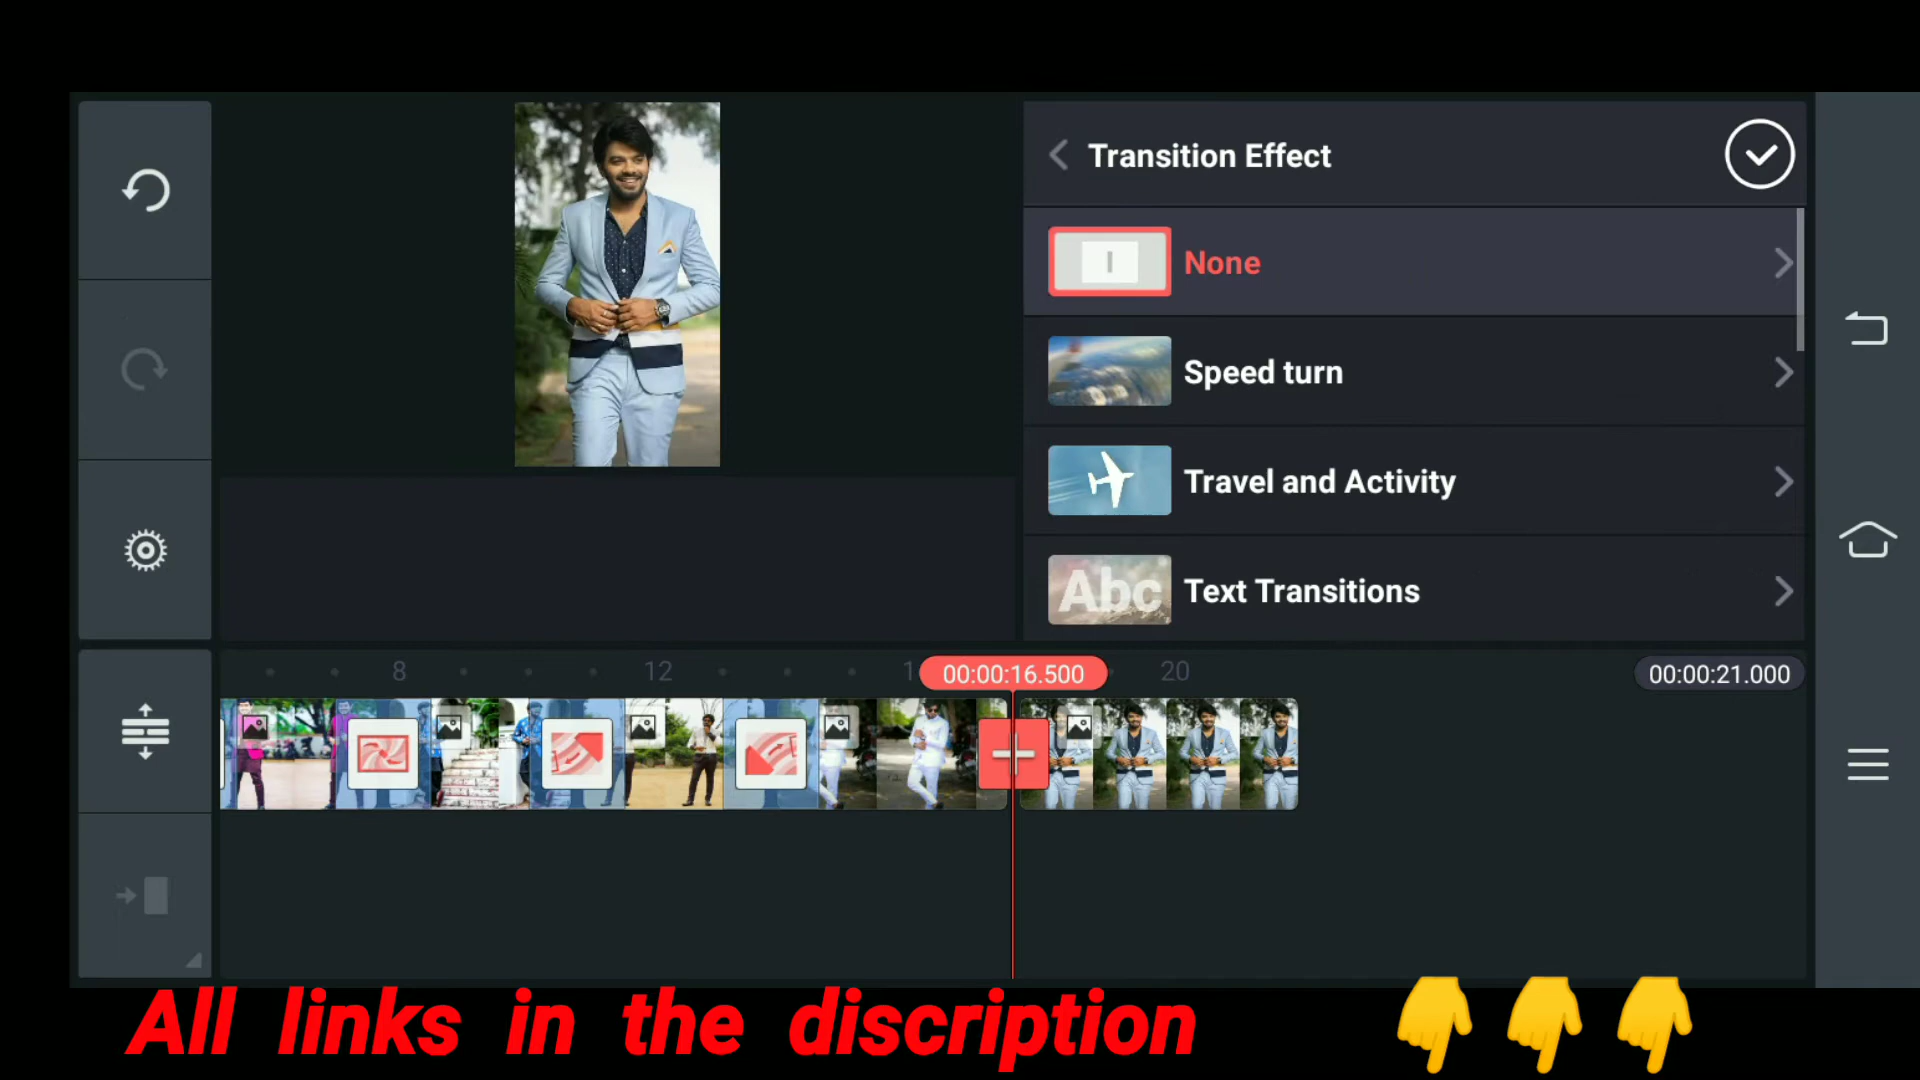 Transition Effect
None
Speed turn
Travel and Activity
Abc
Text Transitions
8
12
1
00:00:16.500
20
00:00:21.000
All links in the discription